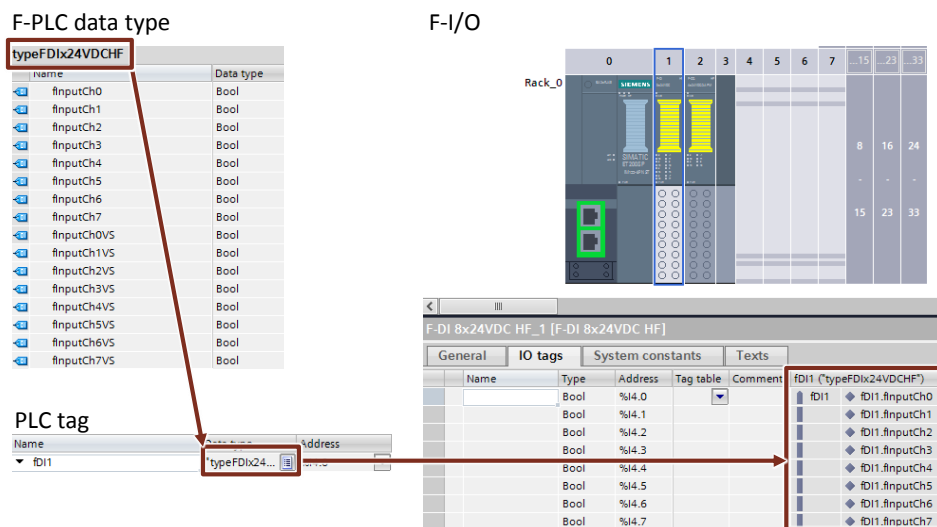 F-PLC data type
typeFDIx24VDCHF
Name Data type
fInputCh0 Bool
fInputCh1 Bool
fInputCh2 Bool
fInputCh3 Bool
fInputCh4 Bool
fInputCh5 Bool
fInputCh6 Bool
fInputCh7 Bool
fInputCh0VS Bool
fInputCh1VS Bool
fInputCh2VS Bool
fInputCh3VS Bool
fInputCh4VS Bool
fInputCh5VS Bool
fInputCh6VS Bool
fInputCh7VS Bool
PLC tag
Name Data type Address
fDI1 "typeFDIx24...
F-I/O
0 1 2 3 4 5 6 7 ...15 ...23 ...33
Rack_0
SIEMENS
SIMATIC
ET 200SP
8 16 24
- - -
15 23 33
F-DI 8x24VDC HF_1 [F-DI 8x24VDC HF]
General IO tags System constants Texts
Name Type Address Tag table Comment fDI1 ("typeFDIx24VDCHF")
Bool %I4.0 fDI1 fDI1.fInputCh0
Bool %I4.1 fDI1.fInputCh1
Bool %I4.2 fDI1.fInputCh2
Bool %I4.3 fDI1.fInputCh3
Bool %I4.4 fDI1.fInputCh4
Bool %I4.5 fDI1.fInputCh5
Bool %I4.6 fDI1.fInputCh6
Bool %I4.7 fDI1.fInputCh7